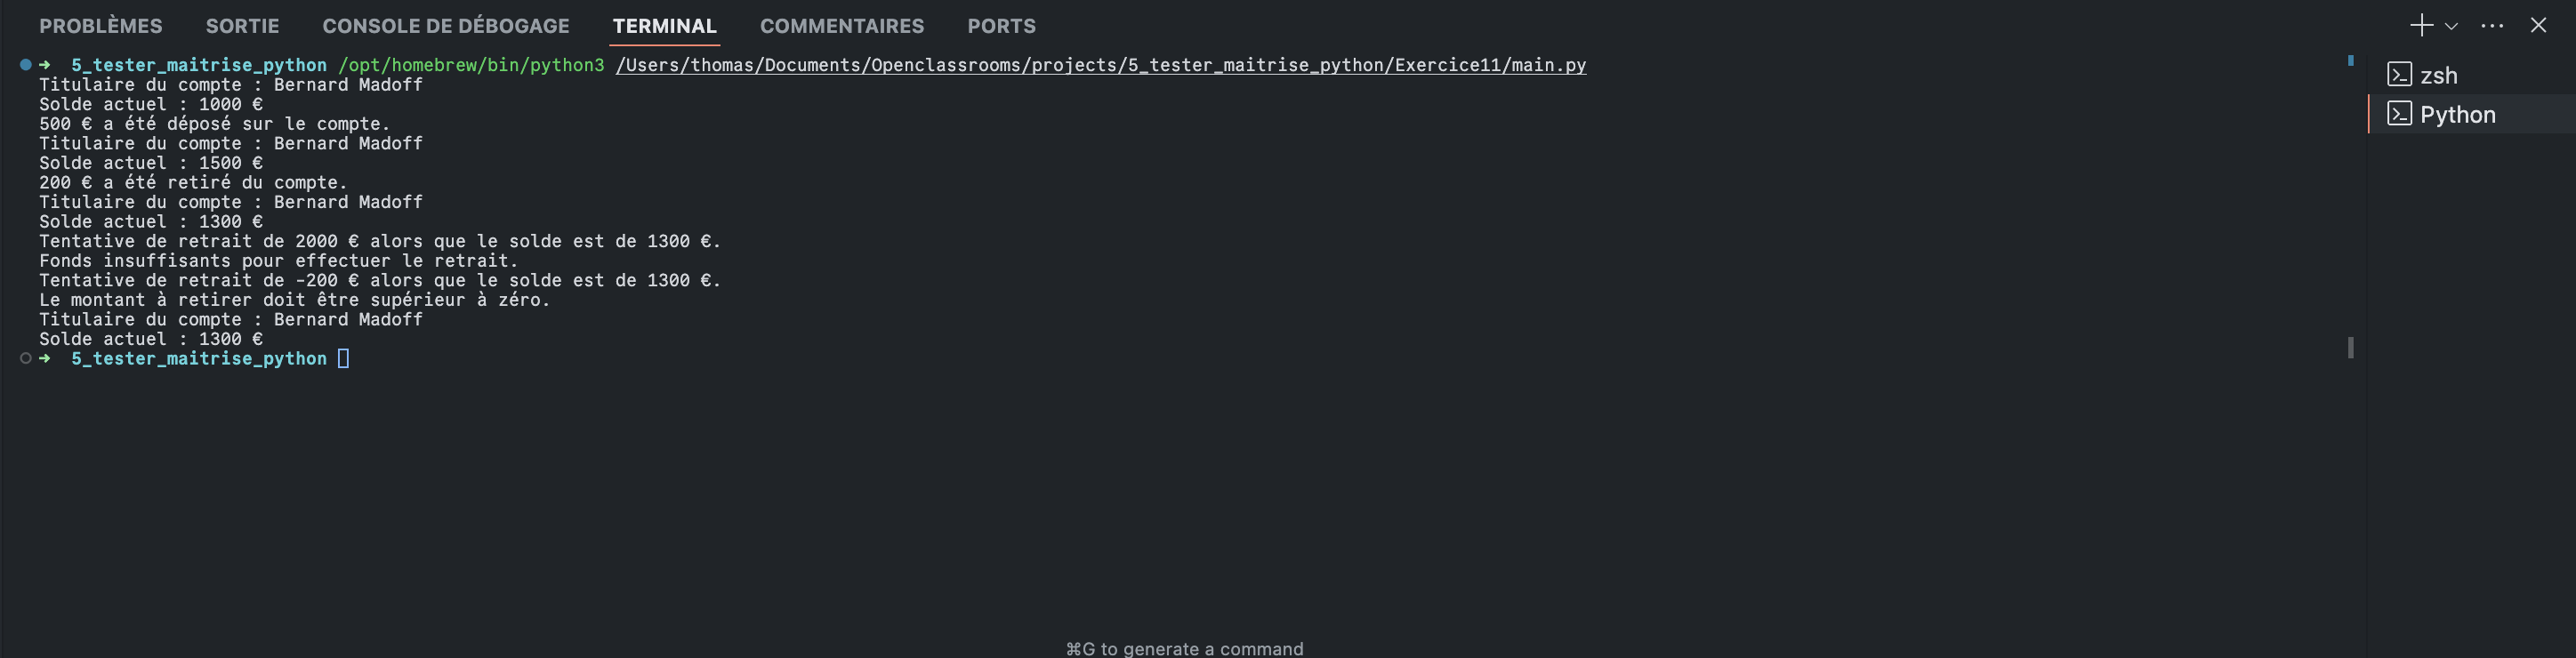 PROBLÈMES SORTIE CONSOLE DE DÉBOGAGE TERMINAL COMMENTAIRES PORTS
➜ 5_tester_maitrise_python /opt/homebrew/bin/python3 /Users/thomas/Documents/Openclassrooms/projects/5_tester_maitrise_python/Exercice11/main.py
Titulaire du compte : Bernard Madoff
Solde actuel : 1000 €
500 € a été déposé sur le compte.
Titulaire du compte : Bernard Madoff
Solde actuel : 1500 €
200 € a été retiré du compte.
Titulaire du compte : Bernard Madoff
Solde actuel : 1300 €
Tentative de retrait de 2000 € alors que le solde est de 1300 €.
Fonds insuffisants pour effectuer le retrait.
Tentative de retrait de -200 € alors que le solde est de 1300 €.
Le montant à retirer doit être supérieur à zéro.
Titulaire du compte : Bernard Madoff
Solde actuel : 1300 €
➜ 5_tester_maitrise_python
zsh
Python
⌘G to generate a command